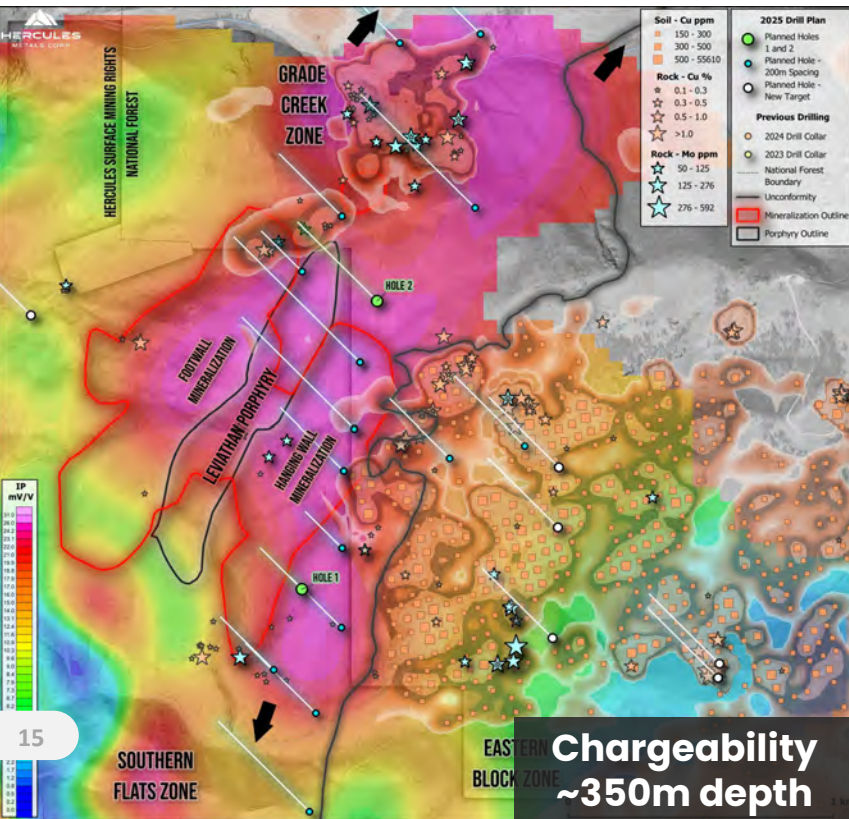 HERCULES
METALS CORP
HERCULES SURFACE MINING RIGHTS
NATIONAL FOREST
GRADE
CREEK
ZONE
Soil - Cu ppm
150 - 300
300 - 500
500 - 55610
Rock - Cu %
0.1 - 0.3
0.3 - 0.5
0.5 - 1.0
>1.0
Rock - Mo ppm
50 - 125
125 - 276
276 - 592
2025 Drill Plan
Planned Holes
1 and 2
Planned Hole -
200m Spacing
Planned Hole -
New Target
Previous Drilling
2024 Drill Collar
2023 Drill Collar
National Forest
Boundary
Unconformity
Mineralization Outline
Porphyry Outline
HOLE 2
FOOTWALL
MINERALIZATION
LEVIATHAN PORPHYRY
HANGING WALL
MINERALIZATION
HOLE 1
IP
mV/V
15
SOUTHERN
FLATS ZONE
EASTERN
BLOCK ZONE
Chargeability
~350m depth